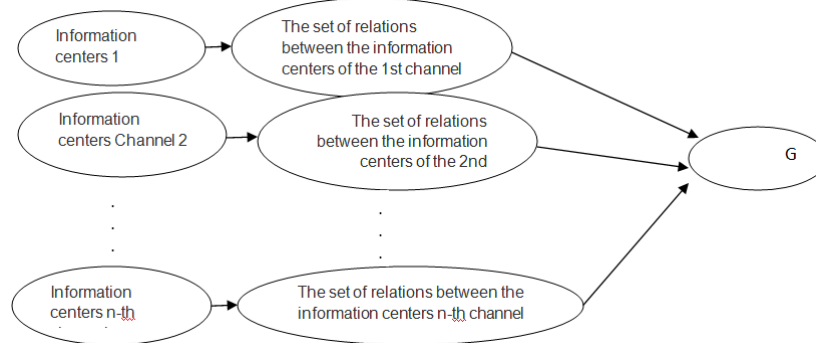 Information
centers 1
The set of relations
between the information
centers of the 1st channel
Information
centers Channel 2
The set of relations
between the information
centers of the 2nd
G
.
.
.
.
.
.
Information
centers n-th
The set of relations between the
information centers n-th channel